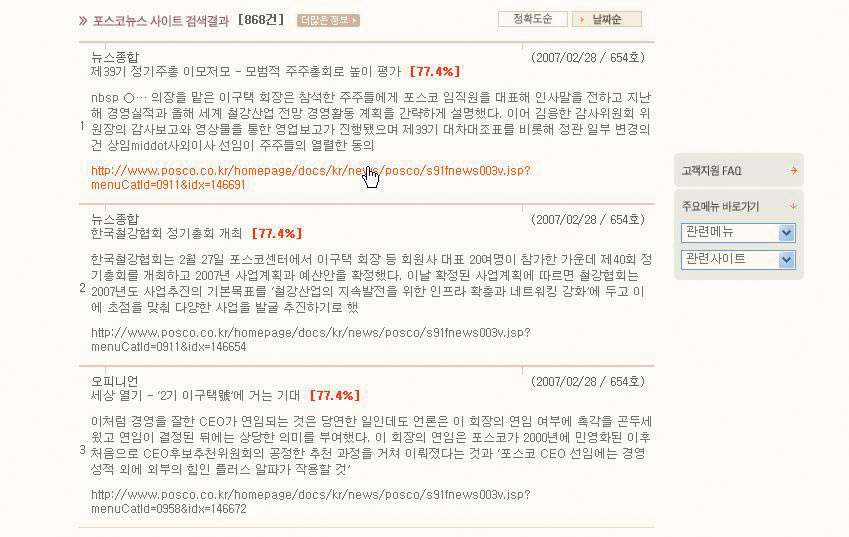 포스코뉴스 사이트 검색결과 [868건] 더많은 정보
정확도순 날짜순
뉴스종합 (2007/02/28 / 654호)
제39기 정기주총 이모저모 - 모범적 주주총회로 높이 평가 [77.4%]
1
nbsp ○… 의장을 맡은 이구택 회장은 참석한 주주들에게 포스코 임직원을 대표해 인사말을 전하고 지난
해 경영실적과 올해 세계 철강산업 전망 경영활동 계획을 간략하게 설명했다. 이어 김응한 감사위원회 위
원장의 감사보고와 영상물을 통한 영업보고가 진행됐으며 제39기 대차대조표를 비롯해 정관 일부 변경의
건 상임middot사외이사 선임이 주주들의 열렬한 동의
http://www.posco.co.kr/homepage/docs/kr/news/posco/s91fnews003v.jsp?
menuCatId=0911&idx=146691
뉴스종합 (2007/02/28 / 654호)
한국철강협회 정기총회 개최 [77.4%]
2
한국철강협회는 2월 27일 포스코센터에서 이구택 회장 등 회원사 대표 20여명이 참가한 가운데 제40회 정
기총회를 개최하고 2007년 사업계획과 예산안을 확정했다. 이날 확정된 사업계획에 따르면 철강협회는
2007년도 사업추진의 기본목표를 ‘철강산업의 지속발전을 위한 인프라 확충과 네트워킹 강화’에 두고 이
에 초점을 맞춰 다양한 사업을 발굴 추진하기로 했
http://www.posco.co.kr/homepage/docs/kr/news/posco/s91fnews003v.jsp?
menuCatId=0911&idx=146654
오피니언 (2007/02/28 / 654호)
세상 열기 - ‘2기 이구택號’에 거는 기대 [77.4%]
3
이처럼 경영을 잘한 CEO가 연임되는 것은 당연한 일인데도 언론은 이 회장의 연임 여부에 촉각을 곤두세
웠고 연임이 결정된 뒤에는 상당한 의미를 부여했다. 이 회장의 연임은 포스코가 2000년에 민영화된 이후
처음으로 CEO후보추천위원회의 공정한 추천 과정을 거쳐 이뤄졌다는 것과 ‘포스코 CEO 선임에는 경영
성적 외에 외부의 힘인 플러스 알파가 작용할 것’
http://www.posco.co.kr/homepage/docs/kr/news/posco/s91fnews003v.jsp?
menuCatId=0958&idx=146672
고객지원 FAQ
주요메뉴 바로가기
관련메뉴
관련사이트